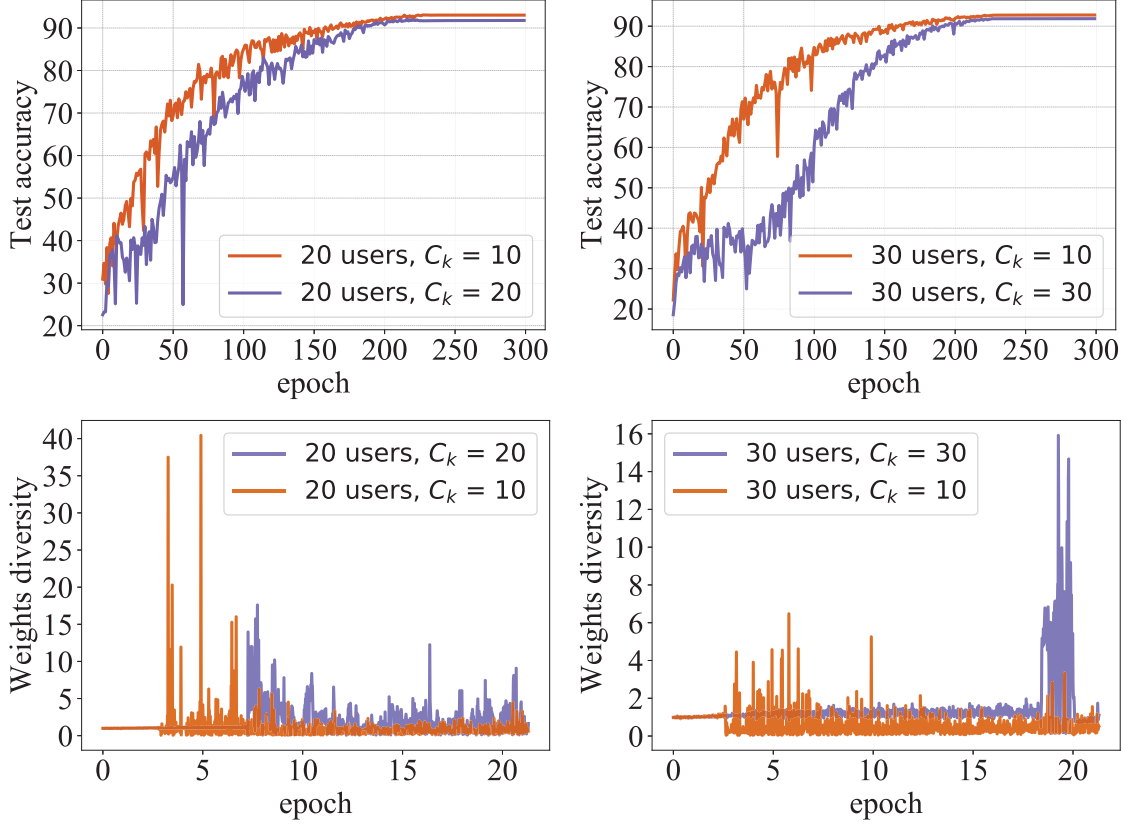 Test accuracy
90
80
70
60
50
40
30
20
20 users, C_k = 10
20 users, C_k = 20
0 50 100 150 200 250 300
epoch
Test accuracy
90
80
70
60
50
40
30
20
30 users, C_k = 10
30 users, C_k = 30
0 50 100 150 200 250 300
epoch
Weights diversity
40
35
30
25
20
15
10
5
0
20 users, C_k = 20
20 users, C_k = 10
0 5 10 15 20
epoch
Weights diversity
16
14
12
10
8
6
4
2
0
30 users, C_k = 30
30 users, C_k = 10
0 5 10 15 20
epoch